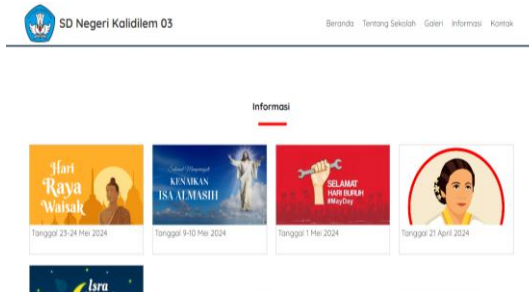 SD Negeri Kalidilem 03
Beranda Tentang Sekolah Galeri Informasi Kontak
Informasi
Hari
Raya
Waisak
Selamat Memperingati
KENAIKAN
ISA ALMASIH
SELAMAT
HARI BURUH
#MayDay
Tanggal 23-24 Mei 2024
Tanggal 9-10 Mei 2024
Tanggal 1 Mei 2024
Tanggal 21 April 2024
Isra